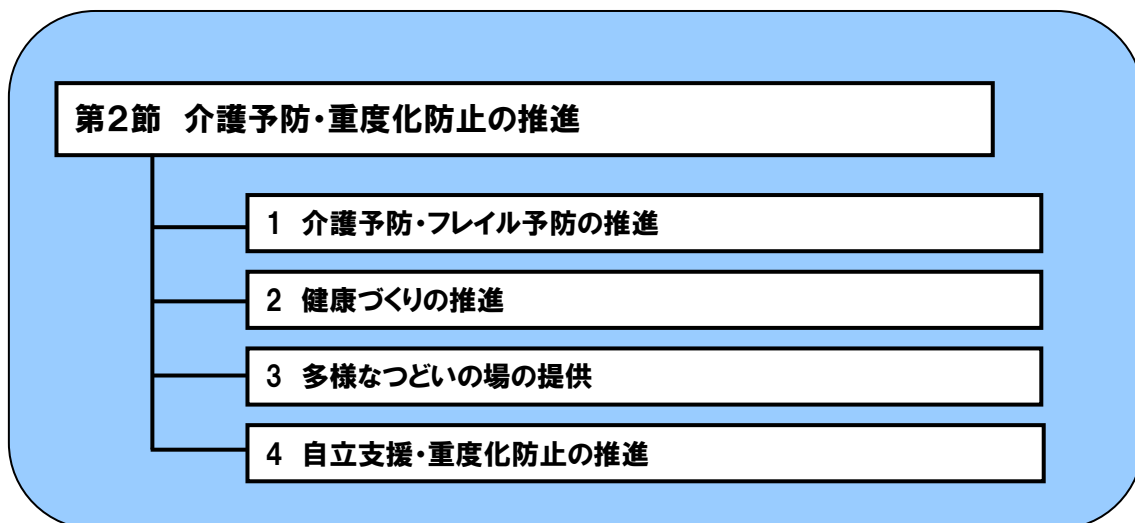 第2節 介護予防・重度化防止の推進
1 介護予防・フレイル予防の推進
2 健康づくりの推進
3 多様なつどいの場の提供
4 自立支援・重度化防止の推進